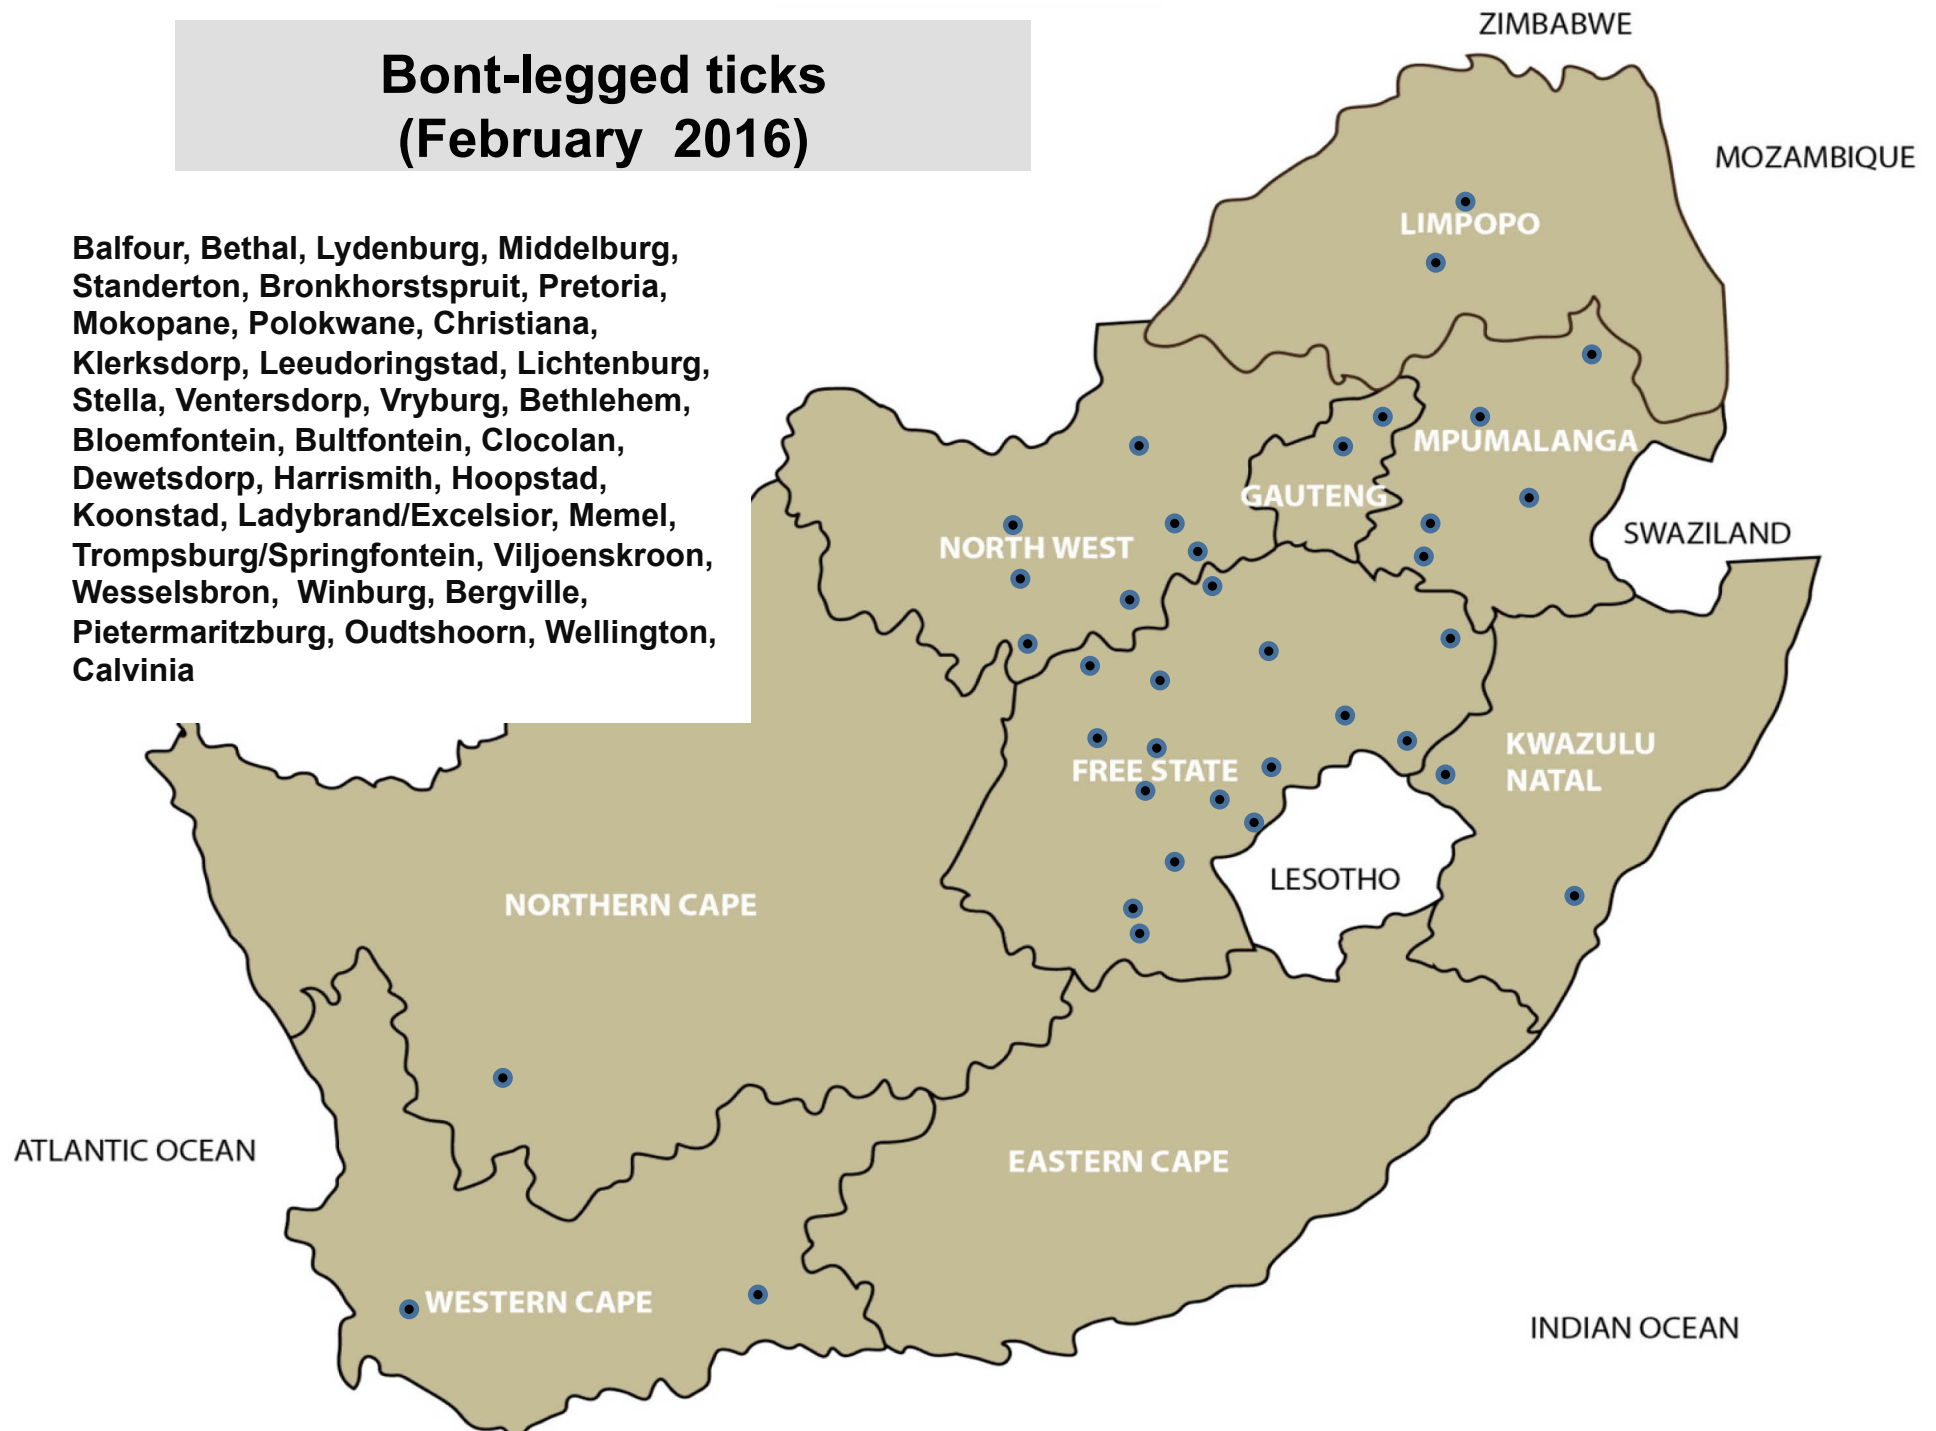 Bont-legged ticks
(February  2016)
Balfour, Bethal, Lydenburg, Middelburg,
Standerton, Bronkhorstspruit, Pretoria,
Mokopane, Polokwane, Christiana,
Klerksdorp, Leeudoringstad, Lichtenburg,
Stella, Ventersdorp, Vryburg, Bethlehem,
Bloemfontein, Bultfontein, Clocolan,
Dewetsdorp, Harrismith, Hoopstad,
Koonstad, Ladybrand/Excelsior, Memel,
Trompsburg/Springfontein, Viljoenskroon,
Wesselsbron,  Winburg, Bergville,
Pietermaritzburg, Oudtshoorn, Wellington,
Calvinia
ZIMBABWE
MOZAMBIQUE
LIMPOPO
MPUMALANGA
GAUTENG
SWAZILAND
NORTH WEST
KWAZULU
NATAL
FREE STATE
LESOTHO
NORTHERN CAPE
ATLANTIC OCEAN
EASTERN CAPE
WESTERN CAPE
INDIAN OCEAN